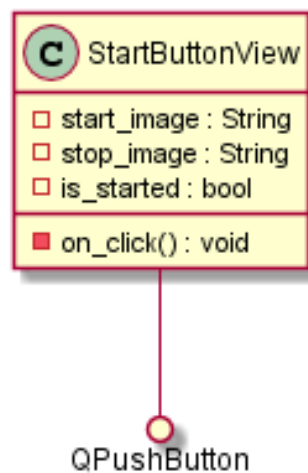 C StartButtonView
start_image : String
stop_image : String
is_started : bool
on_click() : void
QPushButton